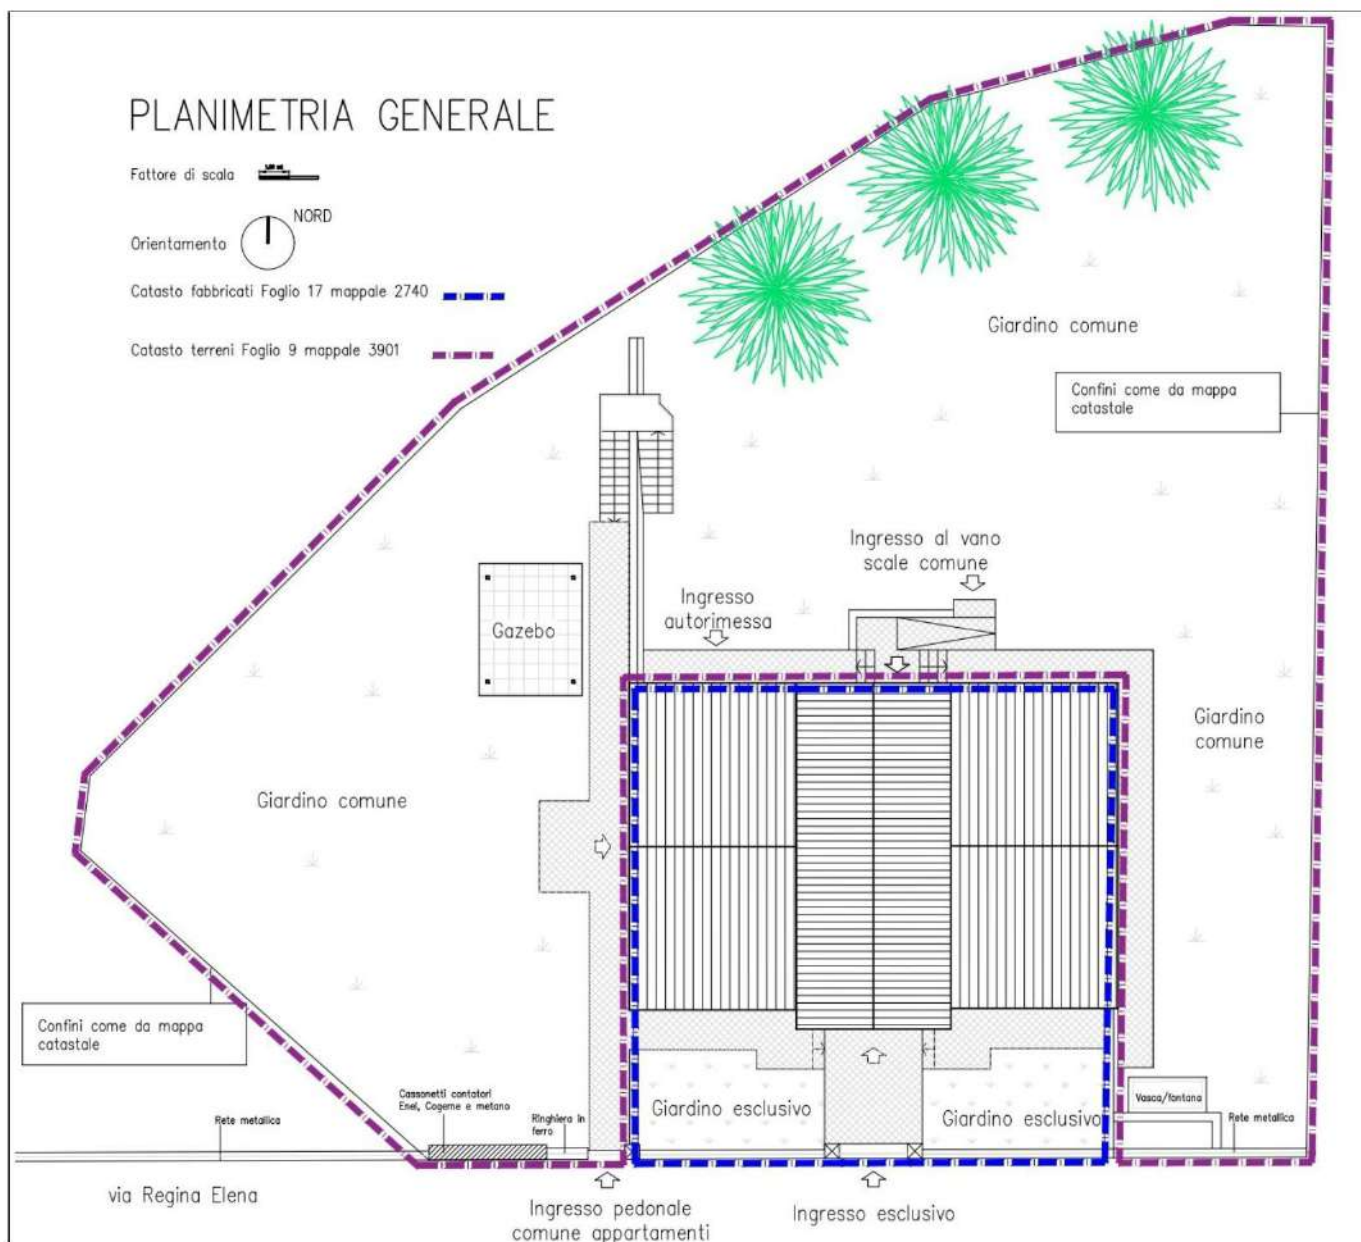 PLANIMETRIA GENERALE
Fattore di scala
NORD
Orientamento
Catasto fabbricati Foglio 17 mappale 2740
Catasto terreni Foglio 9 mappale 3901
Giardino comune
Confini come da mappa
catastale
Ingresso al vano
scale comune
Ingresso
autorimessa
Gazebo
Giardino
comune
Giardino comune
Confini come da mappa
catastale
Cassonetti contatori
Enel, Cogeme e metano
Ringhiera in
ferro
Rete metallica
Giardino esclusivo
Giardino esclusivo
Vasca/fontana
Rete metallica
via Regina Elena
Ingresso pedonale
comune appartamenti
Ingresso esclusivo